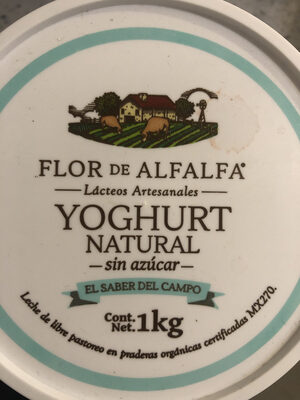 FLOR DE ALFALFA®
Lácteos Artesanales
YOGHURT
NATURAL
sin azúcar
EL SABER DEL CAMPO
Cont.
Net. 1kg
Leche de libre pastoreo en praderas orgánicas certificadas MX270.